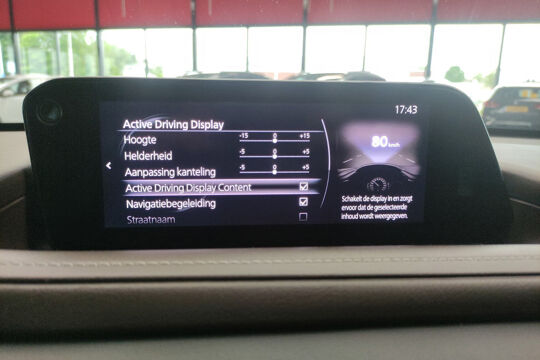 17:43
Active Driving Display
Hoogte -15 0 +15
Helderheid -5 0 +5
Aanpassing kanteling -5 0 +5
Active Driving Display Content
Navigatiebegeleiding
Straatnaam
80 km/h
Schakelt de display in en zorgt
ervoor dat de geselecteerde
inhoud wordt weergegeven.